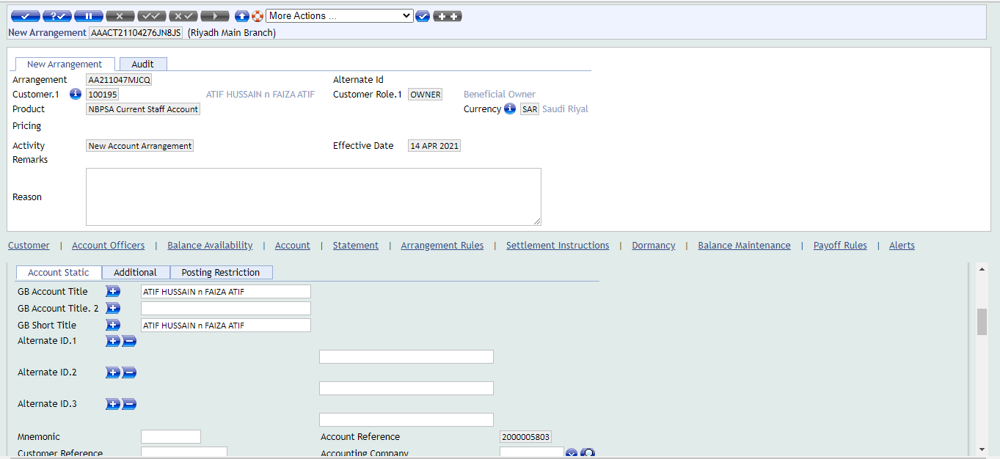 More Actions ...
New Arrangement AAACT21104276JN8JS (Riyadh Main Branch)
New Arrangement Audit
Arrangement AA211047MJCQ Alternate Id
Customer.1 100195 ATIF HUSSAIN n FAIZA ATIF Customer Role.1 OWNER Beneficial Owner
Product NBPSA Current Staff Account Currency SAR Saudi Riyal
Pricing
Activity New Account Arrangement Effective Date 14 APR 2021
Remarks
Reason
Customer | Account Officers | Balance Availability | Account | Statement | Arrangement Rules | Settlement Instructions | Dormancy | Balance Maintenance | Payoff Rules | Alerts
Account Static Additional Posting Restriction
GB Account Title ATIF HUSSAIN n FAIZA ATIF
GB Account Title. 2
GB Short Title ATIF HUSSAIN n FAIZA ATIF
Alternate ID.1
Alternate ID.2
Alternate ID.3
Mnemonic Account Reference 2000005803
Customer Reference Accounting Company